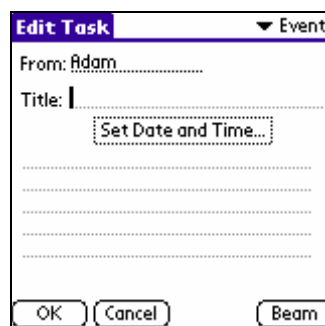 Edit Task ▼ Event
From: Adam
Title:
Set Date and Time...
OK Cancel Beam